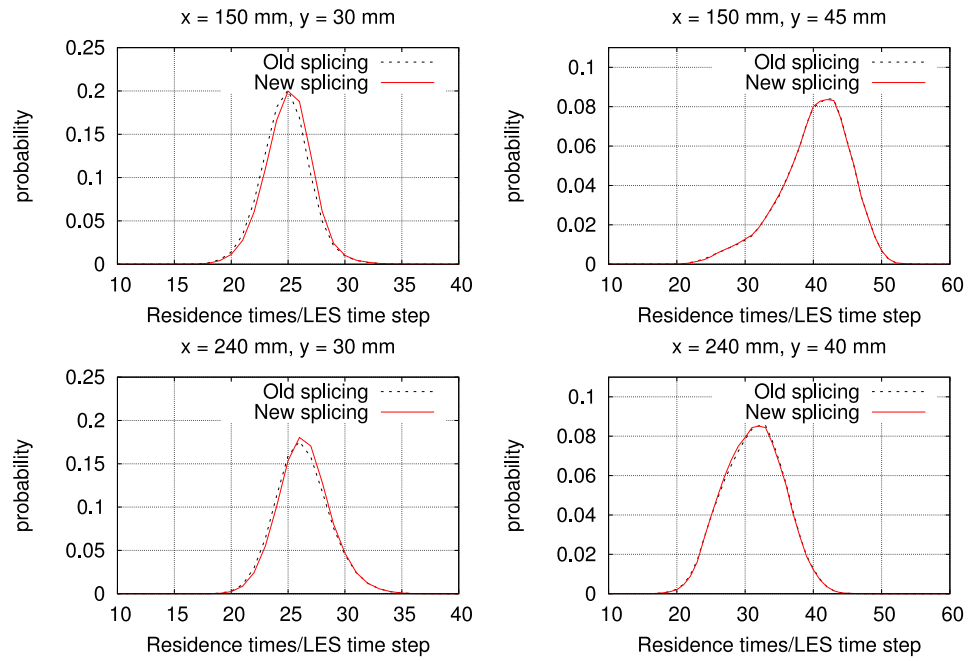 x = 150 mm, y = 30 mm
0.25
0.2
0.15
0.1
0.05
0
probability
Old splicing
New splicing
10 15 20 25 30 35 40
Residence times/LES time step
x = 150 mm, y = 45 mm
0.1
0.08
0.06
0.04
0.02
0
probability
Old splicing
New splicing
10 20 30 40 50 60
Residence times/LES time step
x = 240 mm, y = 30 mm
0.25
0.2
0.15
0.1
0.05
0
probability
Old splicing
New splicing
10 15 20 25 30 35 40
Residence times/LES time step
x = 240 mm, y = 40 mm
0.1
0.08
0.06
0.04
0.02
0
probability
Old splicing
New splicing
10 20 30 40 50 60
Residence times/LES time step